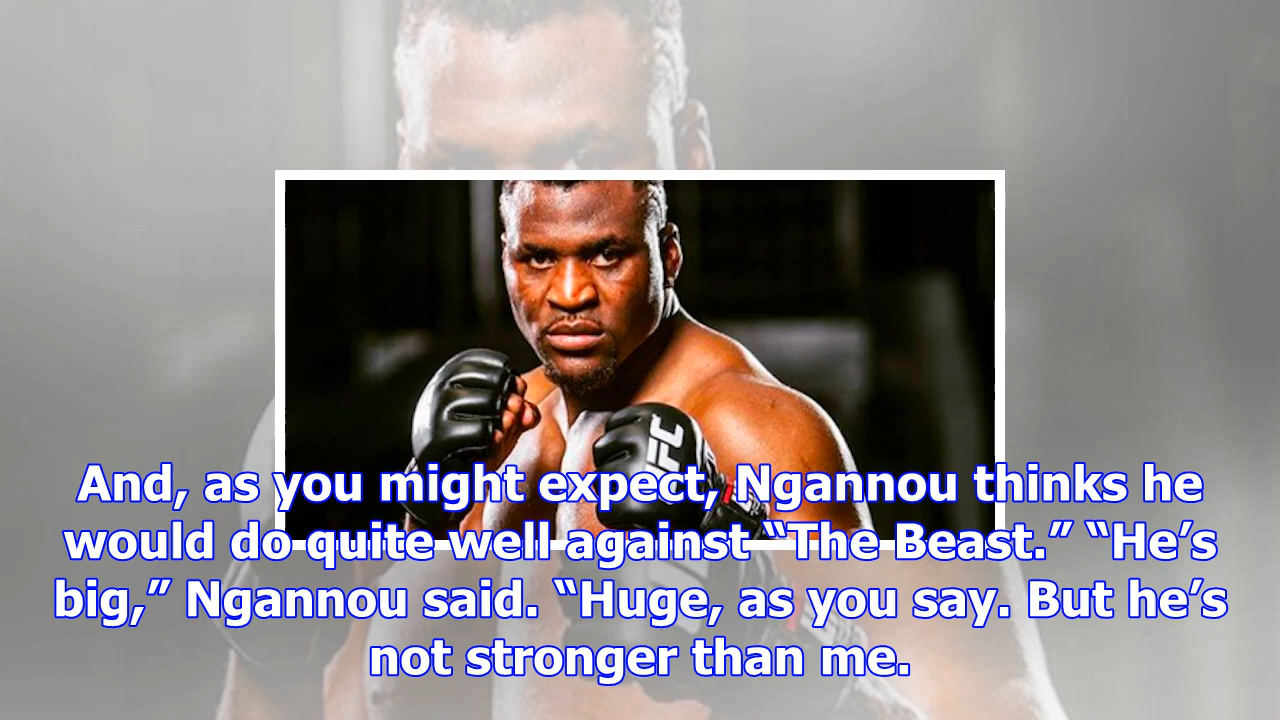 UFC
And, as you might expect, Ngannou thinks he
would do quite well against “The Beast.” “He’s
big,” Ngannou said. “Huge, as you say. But he’s
not stronger than me.